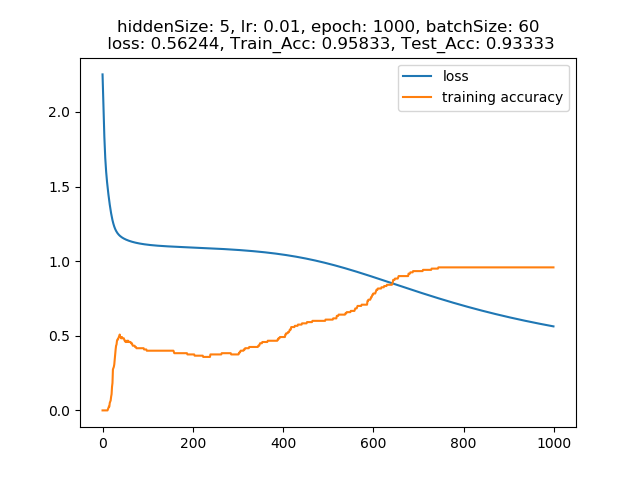 hiddenSize: 5, lr: 0.01, epoch: 1000, batchSize: 60
loss: 0.56244, Train_Acc: 0.95833, Test_Acc: 0.93333
loss
training accuracy
2.0
1.5
1.0
0.5
0.0
0 200 400 600 800 1000